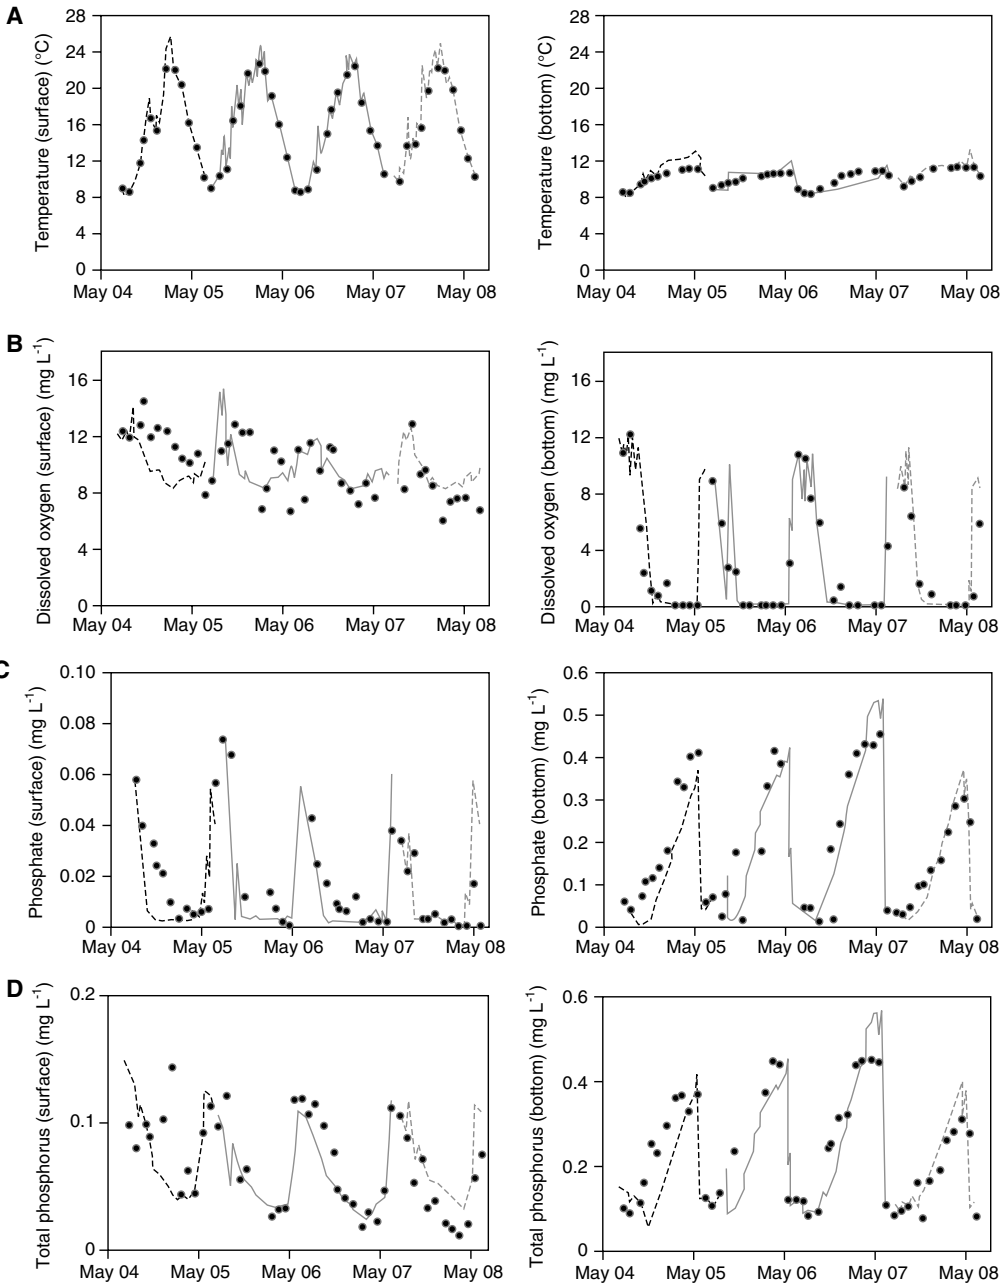 A
Temperature (surface) (°C)
28
24
20
16
12
8
4
0
May 04 May 05 May 06 May 07 May 08
Temperature (bottom) (°C)
28
24
20
16
12
8
4
0
May 04 May 05 May 06 May 07 May 08
B
Dissolved oxygen (surface) (mg L⁻¹)
16
12
8
4
0
May 04 May 05 May 06 May 07 May 08
Dissolved oxygen (bottom) (mg L⁻¹)
16
12
8
4
0
May 04 May 05 May 06 May 07 May 08
C
Phosphate (surface) (mg L⁻¹)
0.10
0.08
0.06
0.04
0.02
0
May 04 May 05 May 06 May 07 May 08
Phosphate (bottom) (mg L⁻¹)
0.6
0.5
0.4
0.3
0.2
0.1
0
May 04 May 05 May 06 May 07 May 08
D
Total phosphorus (surface) (mg L⁻¹)
0.2
0.1
0
May 04 May 05 May 06 May 07 May 08
Total phosphorus (bottom) (mg L⁻¹)
0.6
0.4
0.2
0
May 04 May 05 May 06 May 07 May 08